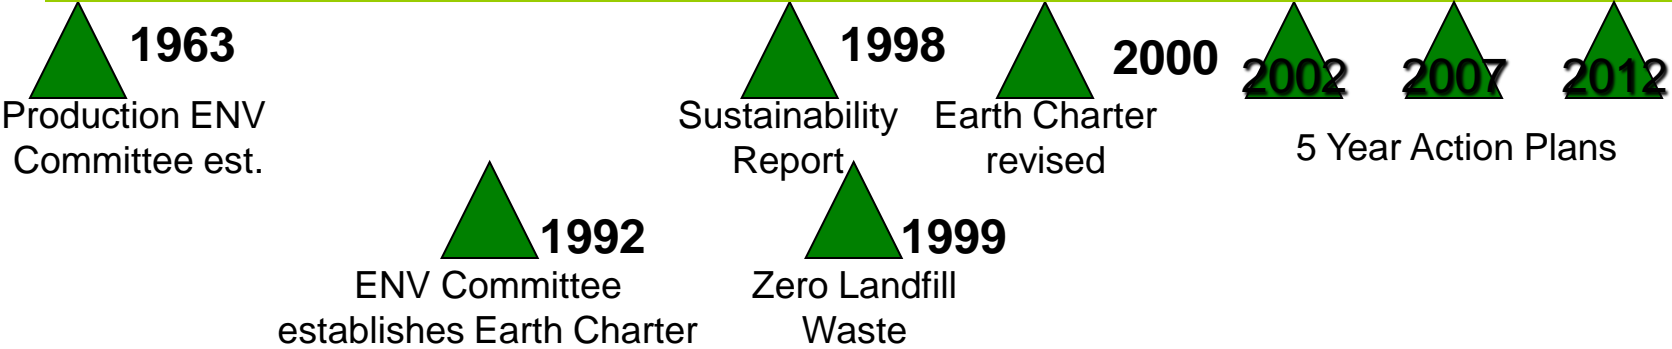 1963
Production ENV
Committee est.
1992
ENV Committee
establishes Earth Charter
1998
Sustainability
Report
1999
Zero Landfill
Waste
2000
Earth Charter
revised
2002 2007 2012
5 Year Action Plans